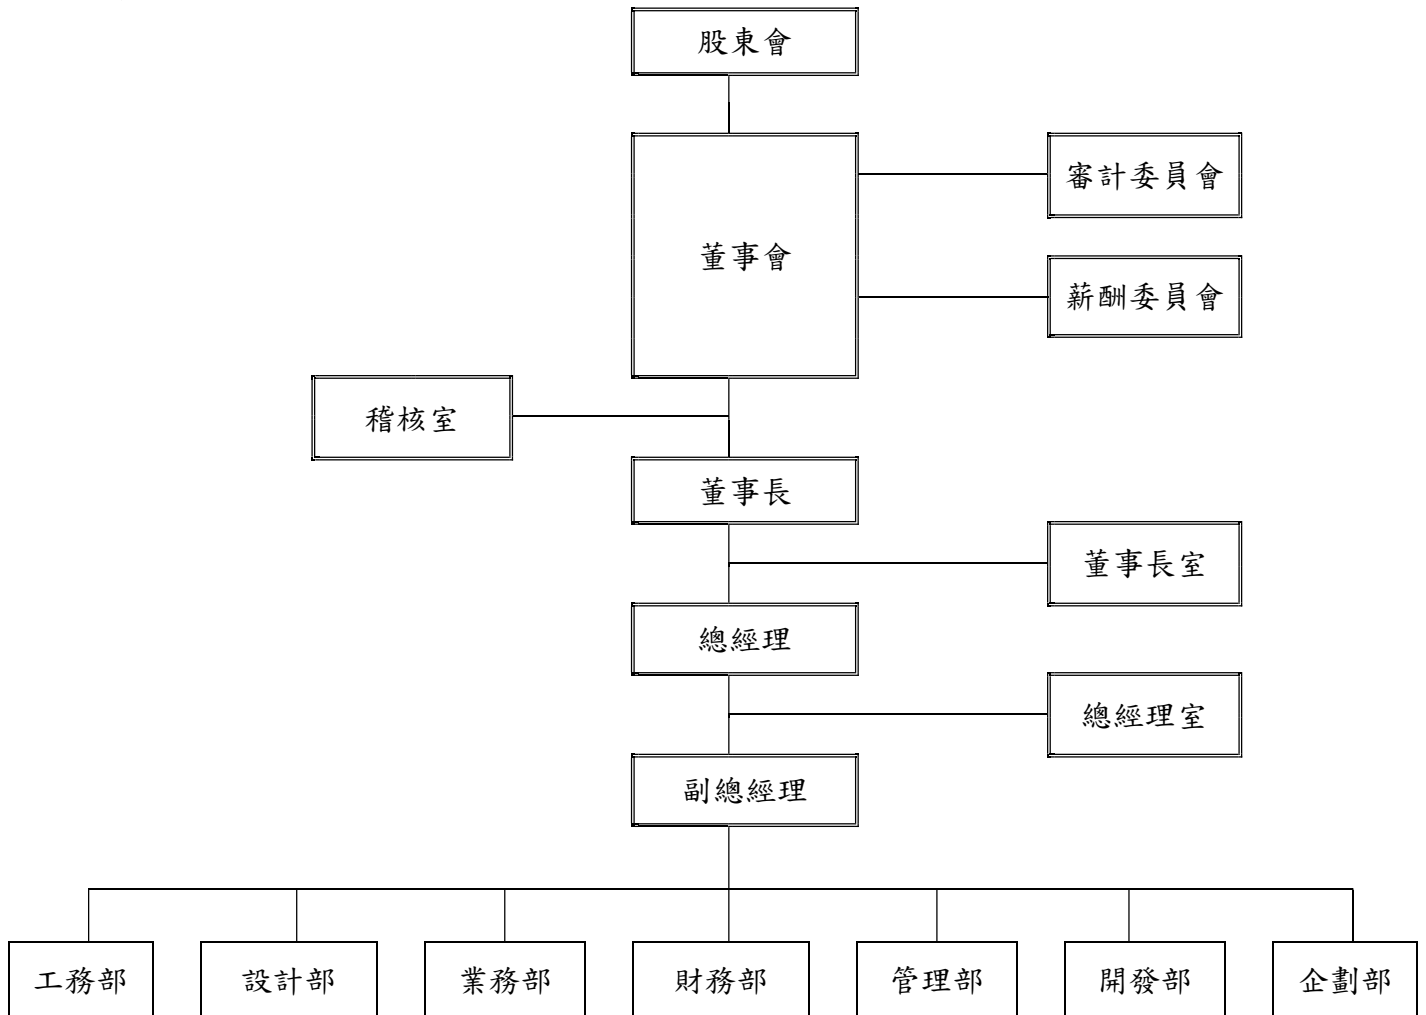 股東會
董事會
審計委員會
薪酬委員會
稽核室
董事長
董事長室
總經理
總經理室
副總經理
工務部
設計部
業務部
財務部
管理部
開發部
企劃部